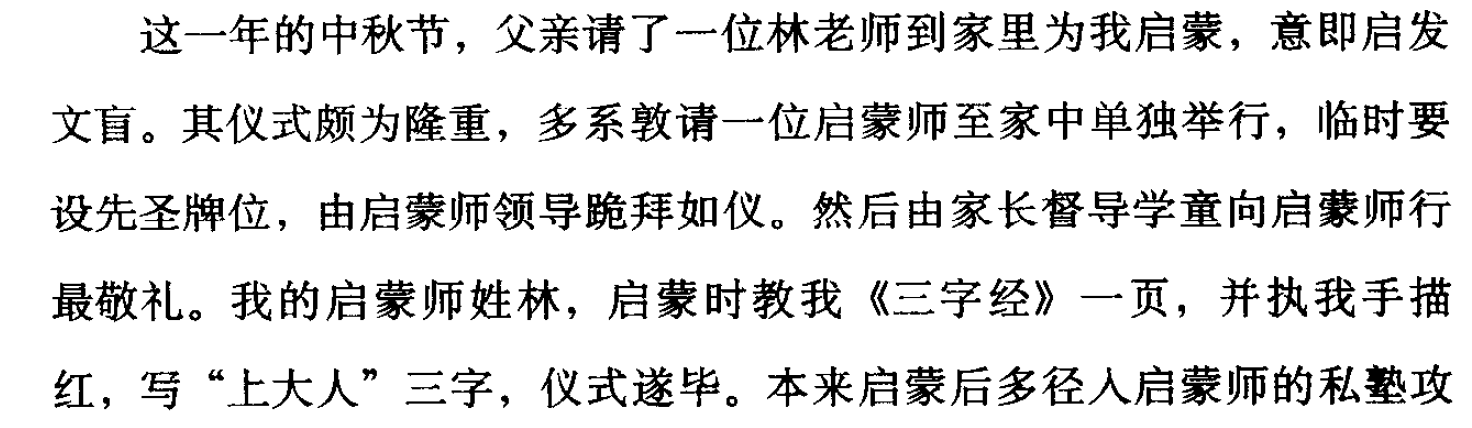 这一年的中秋节，父亲请了一位林老师到家里为我启蒙，意即启发
文盲。其仪式颇为隆重，多系敦请一位启蒙师至家中单独举行，临时要
设先圣牌位，由启蒙师领导跪拜如仪。然后由家长督导学童向启蒙师行
最敬礼。我的启蒙师姓林，启蒙时教我《三字经》一页，并执我手描
红，写“上大人”三字，仪式遂毕。本来启蒙后多径入启蒙师的私塾攻